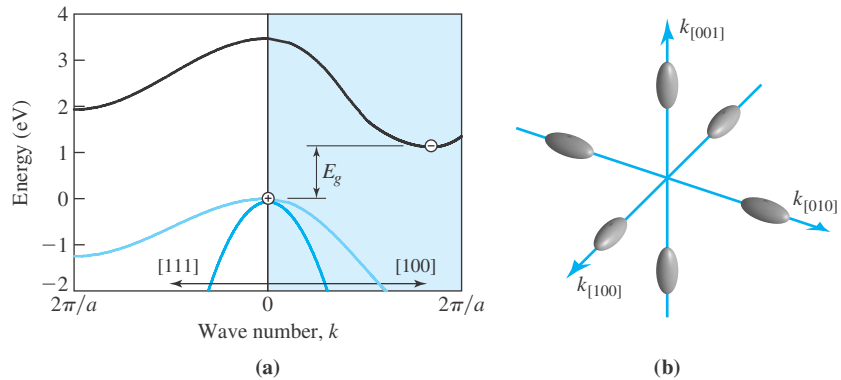 4
3
2
1
0
−1
−2
Energy (eV)
E_g
+
−
[111]
[100]
2π/a
0
2π/a
Wave number, k
(a)
k[001]
k[010]
k[100]
(b)